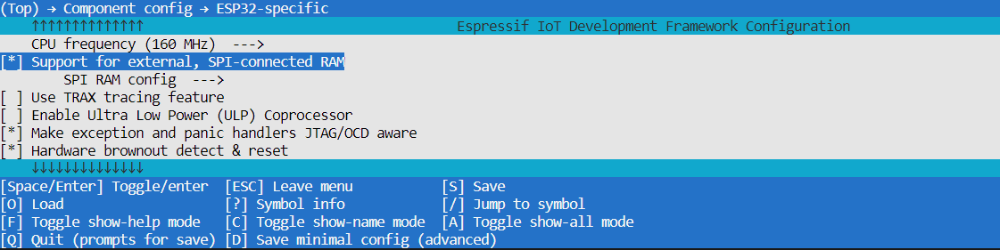 (Top) → Component config → ESP32-specific
↑↑↑↑↑↑↑↑↑↑↑↑↑↑ Espressif IoT Development Framework Configuration
CPU frequency (160 MHz) --->
[*] Support for external, SPI-connected RAM
SPI RAM config --->
[ ] Use TRAX tracing feature
[ ] Enable Ultra Low Power (ULP) Coprocessor
[*] Make exception and panic handlers JTAG/OCD aware
[*] Hardware brownout detect & reset
↓↓↓↓↓↓↓↓↓↓↓↓↓↓
[Space/Enter] Toggle/enter [ESC] Leave menu [S] Save
[O] Load [?] Symbol info [/] Jump to symbol
[F] Toggle show-help mode [C] Toggle show-name mode [A] Toggle show-all mode
[Q] Quit (prompts for save) [D] Save minimal config (advanced)